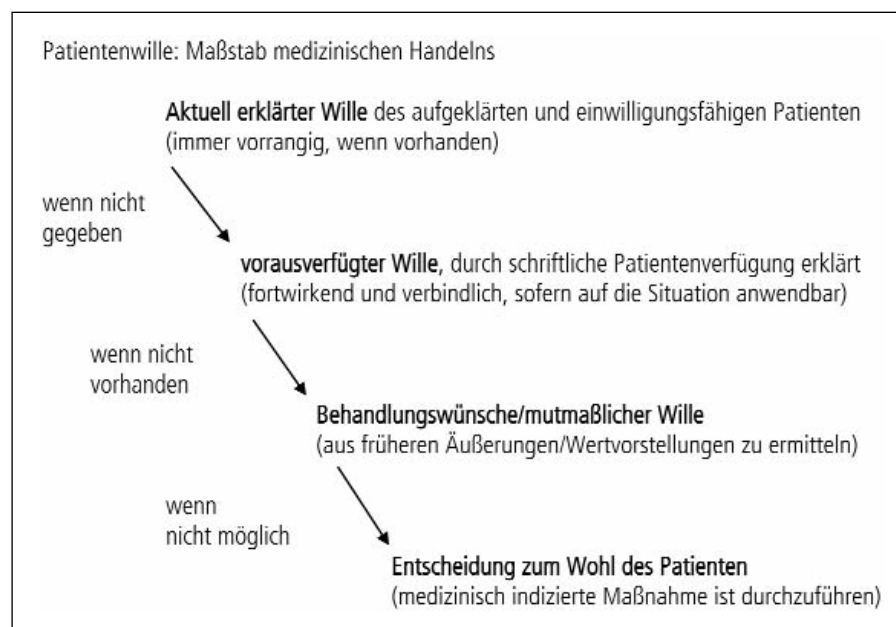 Patientenwille: Maßstab medizinischen Handelns
Aktuell erklärter Wille des aufgeklärten und einwilligungsfähigen Patienten
(immer vorrangig, wenn vorhanden)
wenn nicht
gegeben
vorausverfügter Wille, durch schriftliche Patientenverfügung erklärt
(fortwirkend und verbindlich, sofern auf die Situation anwendbar)
wenn nicht
vorhanden
Behandlungswünsche/mutmaßlicher Wille
(aus früheren Äußerungen/Wertvorstellungen zu ermitteln)
wenn
nicht möglich
Entscheidung zum Wohl des Patienten
(medizinisch indizierte Maßnahme ist durchzuführen)